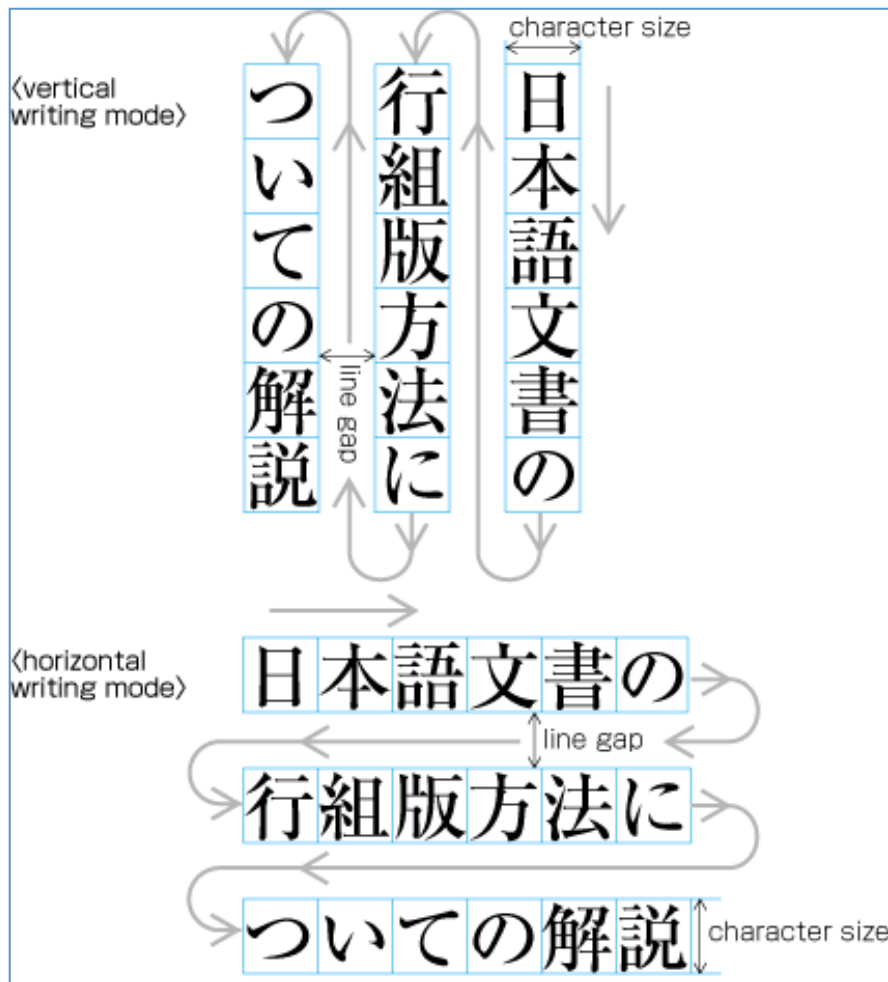 character size
〈vertical
writing mode〉
日本語文書の
行組版方法に
ついての解説
line gap
〈horizontal
writing mode〉
日本語文書の
line gap
行組版方法に
ついての解説
character size